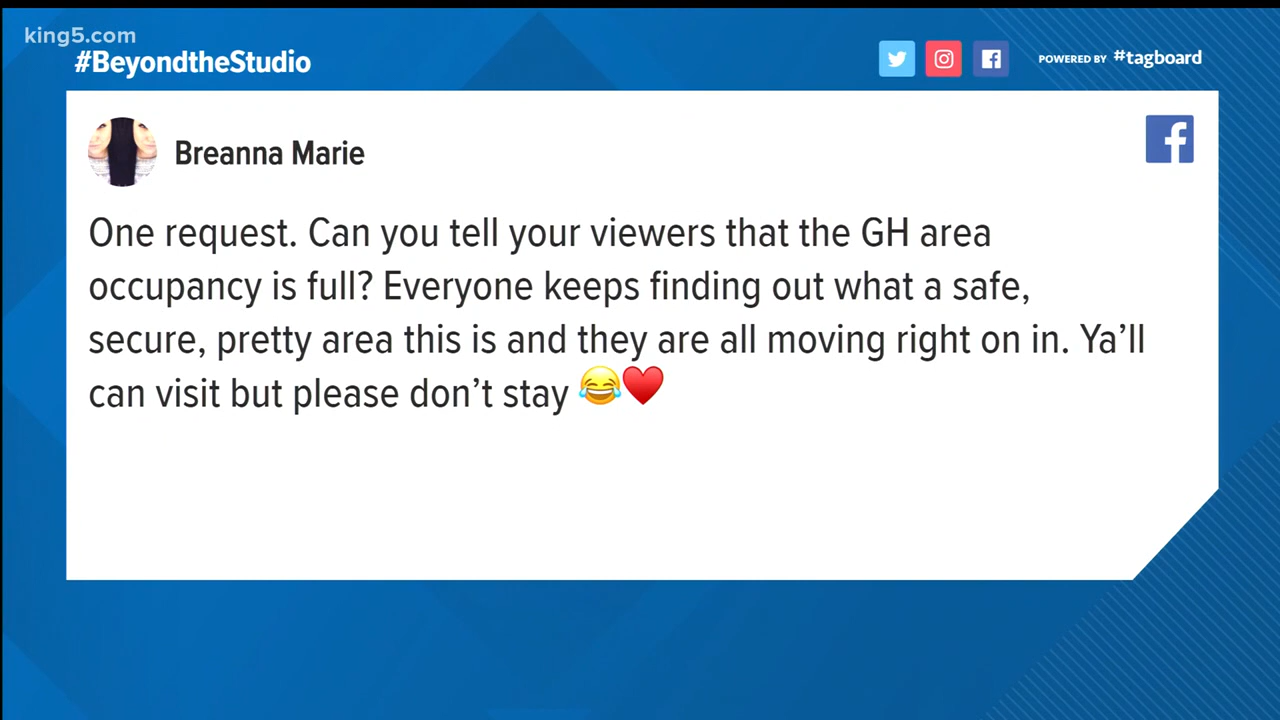 king5.com
#BeyondtheStudio
POWERED BY #tagboard
Breanna Marie
One request. Can you tell your viewers that the GH area
occupancy is full? Everyone keeps finding out what a safe,
secure, pretty area this is and they are all moving right on in. Ya’ll
can visit but please don’t stay 😂♥️